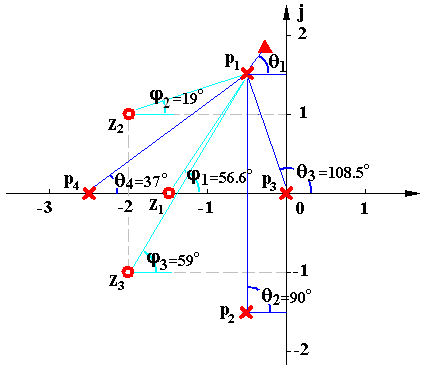 j
2
p₁
θ₁
φ₂=19°
1
z₂
p₄
θ₄=37°
φ₁=56.6°
p₃
θ₃=108.5°
-3
-2
z₁
-1
0
1
φ₃=59°
-1
z₃
θ₂=90°
p₂
-2